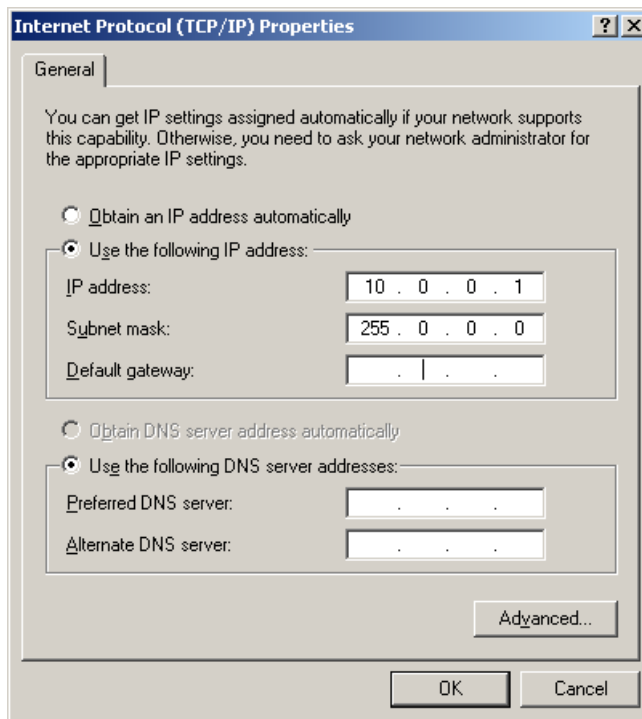 Internet Protocol (TCP/IP) Properties
General
You can get IP settings assigned automatically if your network supports
this capability. Otherwise, you need to ask your network administrator for
the appropriate IP settings.
Obtain an IP address automatically
Use the following IP address:
IP address: 10 . 0 . 0 . 1
Subnet mask: 255 . 0 . 0 . 0
Default gateway: . . .
Obtain DNS server address automatically
Use the following DNS server addresses:
Preferred DNS server: . . .
Alternate DNS server: . . .
Advanced...
OK Cancel